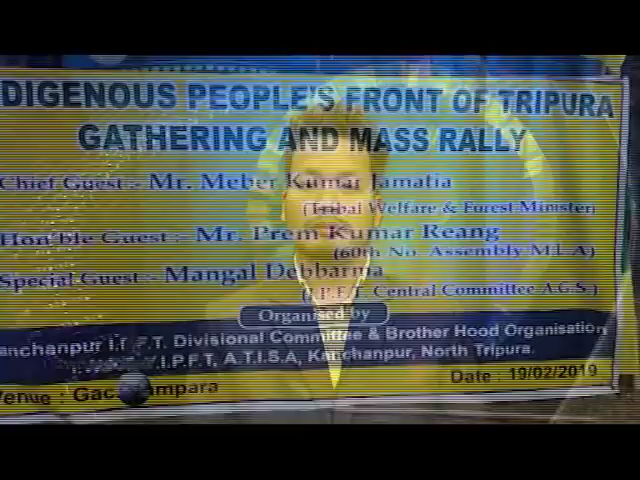 DIGENOUS PEOPLE'S FRONT OF TRIPURA
GATHERING AND MASS RALLY
Chief Guest :- Mr. Meber Kumar Jamatia
(Tribal Welfare & Forest Minister)
Hon'ble Guest :- Mr. Prem Kumar Reang
(60th No. Assembly M.L.A)
Special Guest :- Mangal Debbarma
Central Committee A.G.S.)
Organised by
anchanpur I.P.F.T. Divisional Committee & Brother Hood Organisation
I.P.F.T, A.T.I.S.A, Kanchanpur, North Tripura.
Venue :
Date : 19/02/2019